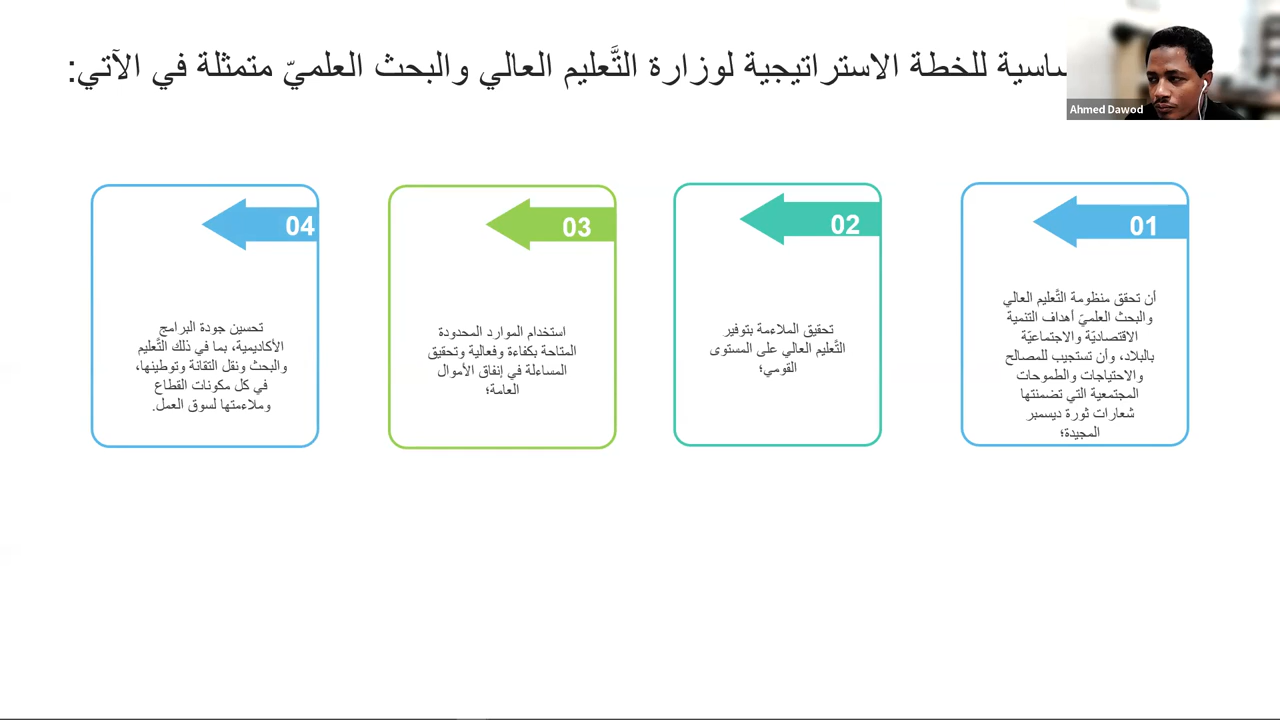 للخطة الاستراتيجية لوزارة التَّعليم العالي والبحث العلميّ متمثلة في الآتي:
Ahmed Dawod
01
أن تحقق منظومة التَّعليم العالي
والبحث العلميّ أهداف التنمية
الاقتصاديّة والاجتماعيّة
بالبلاد، وأن تستجيب للمصالح
والاحتياجات والطموحات
المجتمعية التي تضمنتها
شعارات ثورة ديسمبر
المجيدة؛
02
تحقيق الملاءمة بتوفير
التَّعليم العالي على المستوى
القومي؛
03
استخدام الموارد المحدودة
المتاحة بكفاءة وفعالية وتحقيق
المساءلة في إنفاق الأموال
العامة؛
04
تحسين جودة البرامج
الأكاديمية، بما في ذلك التَّعليم
والبحث ونقل التقانة وتوطينها،
في كل مكونات القطاع
وملاءمتها لسوق العمل.